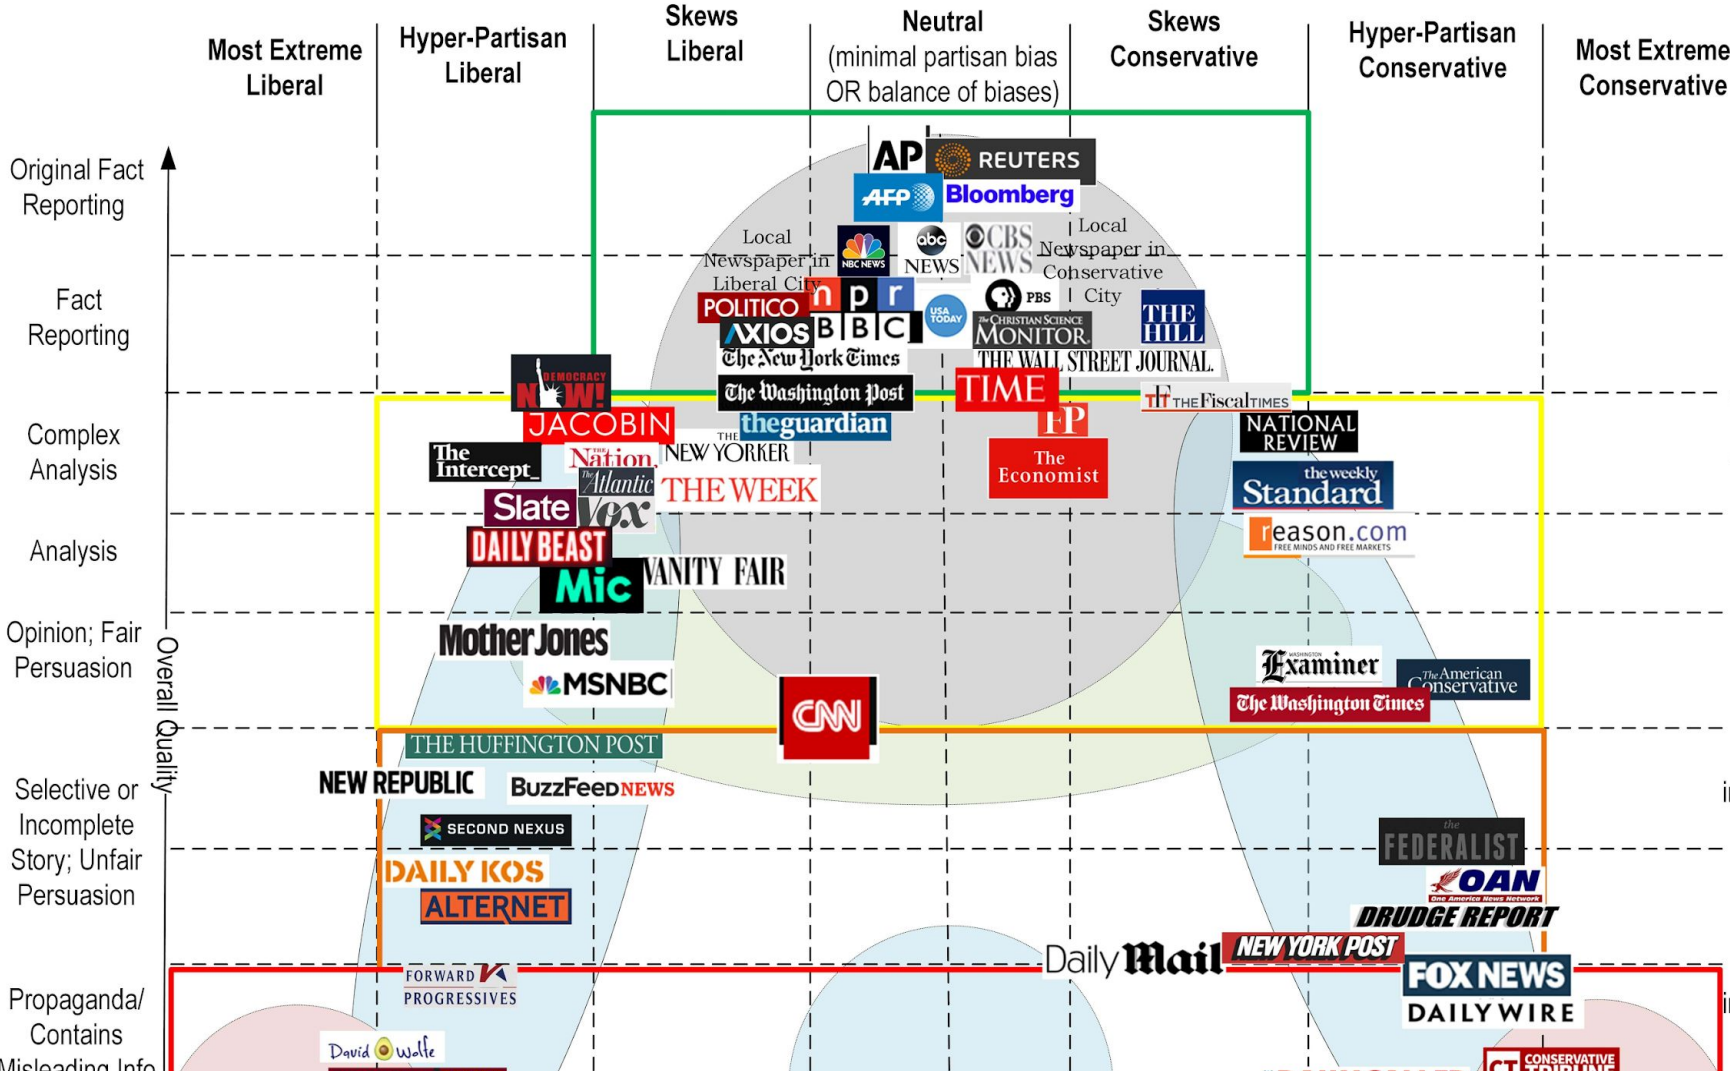 Most Extreme
Liberal
Hyper-Partisan
Liberal
Skews
Liberal
Neutral
(minimal partisan bias
OR balance of biases)
Skews
Conservative
Hyper-Partisan
Conservative
Most Extreme
Conservative
Original Fact
Reporting
AP
REUTERS
AFP
Bloomberg
Local
Newspaper in
Liberal City
NBC NEWS
abc
NEWS
CBS
NEWS
Local
Newspaper in
Conservative
City
Fact
Reporting
POLITICO
AXIOS
npr
BBC
USA
TODAY
PBS
The CHRISTIAN SCIENCE
MONITOR
THE
HILL
The New York Times
THE WALL STREET JOURNAL.
DEMOCRACY
NOW!
The Washington Post
TIME
TFT THE FISCAL TIMES
Complex
Analysis
JACOBIN
theguardian
FP
NATIONAL
REVIEW
The
Intercept_
THE
Nation.
THE
NEW YORKER
The
Economist
The Atlantic
THE WEEK
the weekly
Standard
Slate
Vox
Analysis
DAILY BEAST
reason.com
FREE MINDS AND FREE MARKETS
Mic
VANITY FAIR
Opinion; Fair
Persuasion
Mother Jones
MSNBC
WASHINGTON
Examiner
The American
Conservative
The Washington Times
CNN
Overall Quality
THE HUFFINGTON POST
NEW REPUBLIC
BuzzFeed NEWS
Selective or
Incomplete
Story; Unfair
Persuasion
SECOND NEXUS
the
FEDERALIST
DAILY KOS
OAN
One America News Network
ALTERNET
DRUDGE REPORT
Daily Mail
NEW YORK POST
FORWARD
PROGRESSIVES
FOX NEWS
DAILY WIRE
Propaganda/
Contains
Misleading Info
David Wolfe
CT CONSERVATIVE
TRIBUNE